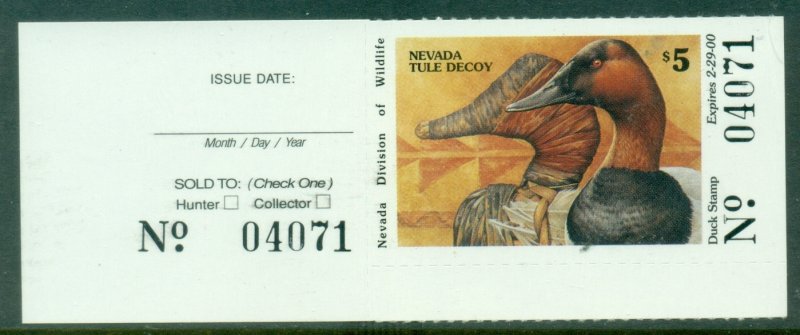 ISSUE DATE:
Month / Day / Year
SOLD TO: (Check One)
Hunter Collector
No. 04071
Nevada Division of Wildlife
NEVADA
TULE DECOY
$5
Duck Stamp Expires 2-29-00
No. 04071